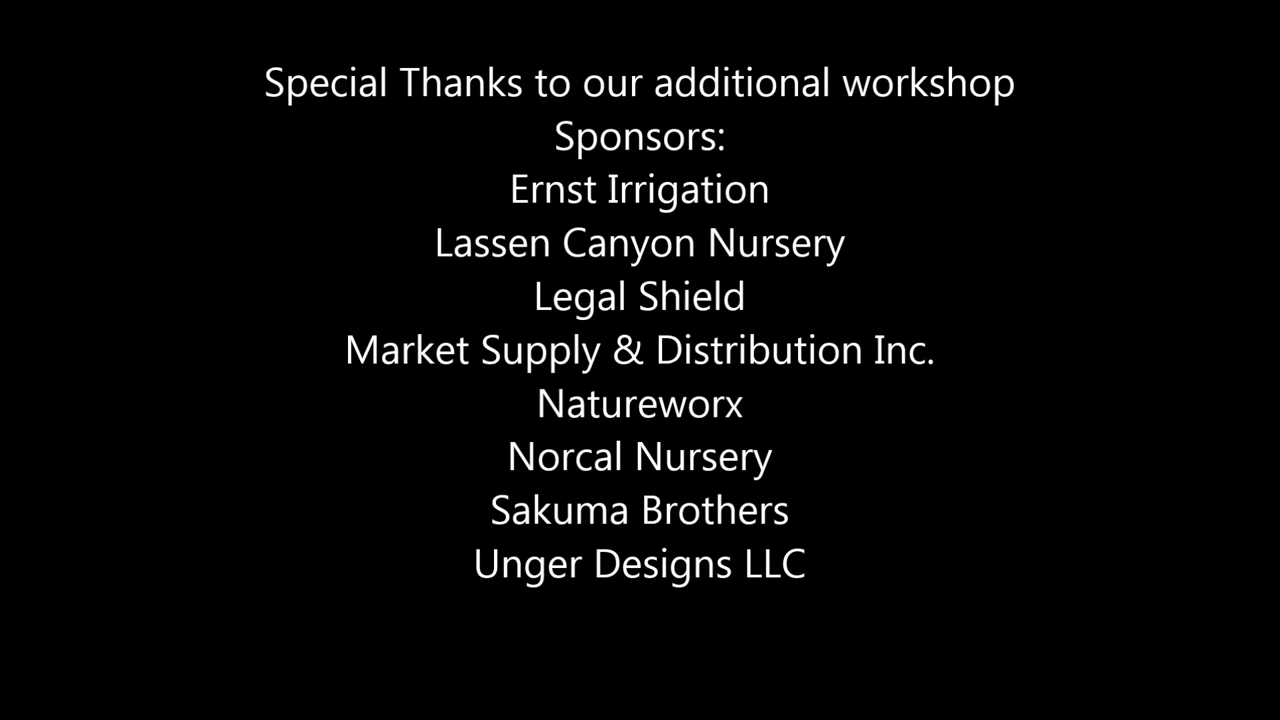 Special Thanks to our additional workshop
Sponsors:
Ernst Irrigation
Lassen Canyon Nursery
Legal Shield
Market Supply & Distribution Inc.
Natureworx
Norcal Nursery
Sakuma Brothers
Unger Designs LLC